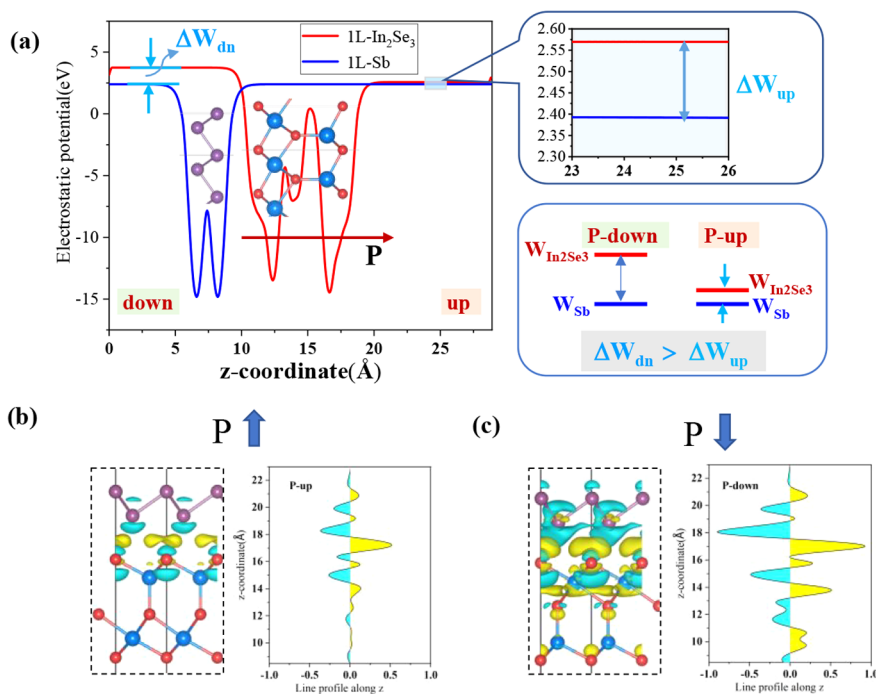 (a)
Electrostatic potential(eV)
5
0
-5
-10
-15
0
5
10
15
20
25
z-coordinate(Å)
ΔW_dn
1L-In₂Se₃
1L-Sb
P
down
up
2.60
2.55
2.50
2.45
2.40
2.35
2.30
23
24
25
26
ΔW_up
P-down
P-up
W_In2Se3
W_Sb
W_In2Se3
W_Sb
ΔW_dn > ΔW_up
(b)
P
P-up
z-coordinate(Å)
22
20
18
16
14
12
10
-1.0
-0.5
0.0
0.5
1.0
Line profile along z
(c)
P
P-down
z-coordinate(Å)
22
20
18
16
14
12
10
-1.0
-0.5
0.0
0.5
1.0
Line profile along z